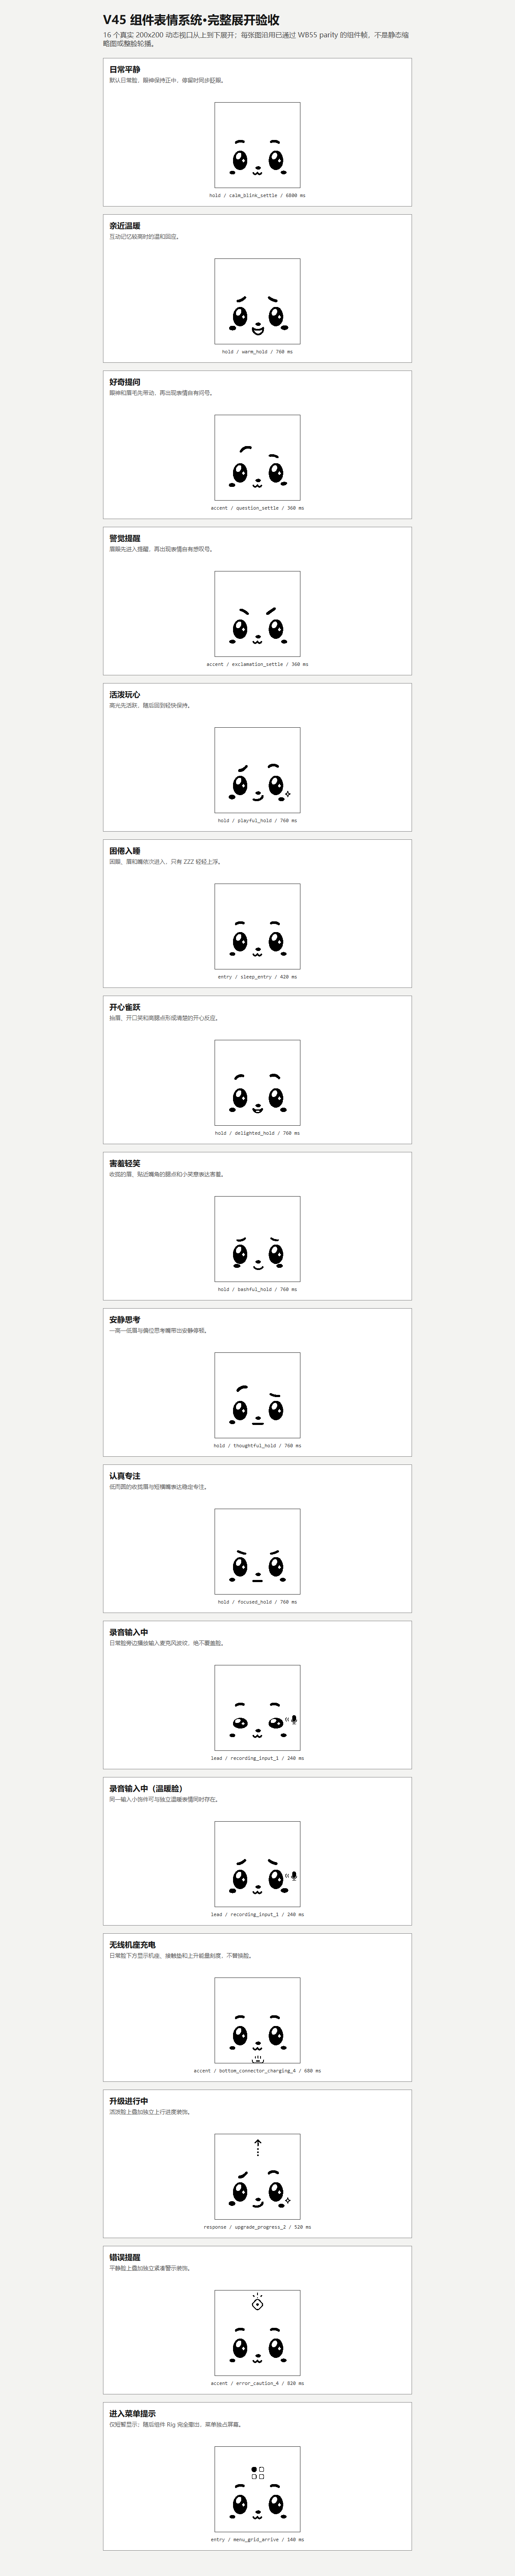 V45 组件表情系统·完整展开验收
16 个真实 200x200 动态视口从上到下展开；每张图沿用已通过 WB55 parity 的组件帧，不是静态缩
略图或整脸轮播。
日常平静
默认日常脸，眼神保持正中，停留时同步眨眼。
hold / calm_blink_settle / 6000 ms
亲近温暖
互动记忆较高时的温和回应。
hold / warm_hold / 760 ms
好奇提问
眼神和眉毛先带动，再出现表情自有问号。
accent / question_settle / 360 ms
警觉提醒
眉眼先进入提醒，再出现表情自有感叹号。
accent / exclamation_settle / 360 ms
活泼玩心
高光先活跃，随后回到轻快保持。
hold / playful_hold / 760 ms
困倦入睡
困眼、眉和嘴依次进入，只有 ZZZ 轻轻上浮。
entry / sleep_entry / 420 ms
开心雀跃
抬眉、开口笑和高腮点形成清楚的开心反应。
hold / delighted_hold / 760 ms
害羞轻笑
收拢的眉、贴近嘴角的腮点和小笑意表达害羞。
hold / bashful_hold / 760 ms
安静思考
一高一低眉与偏位思考嘴带出安静停顿。
hold / thoughtful_hold / 760 ms
认真专注
低而圆的收拢眉与短横嘴表达稳定专注。
hold / focused_hold / 760 ms
录音输入中
日常脸旁边播放输入麦克风波纹，绝不覆盖脸。
lead / recording_input_1 / 240 ms
录音输入中（温暖脸）
同一输入小饰件可与独立温暖表情同时存在。
lead / recording_input_1 / 240 ms
无线机座充电
日常脸下方显示机座、接触垫和上升能量刻度，不替换脸。
accent / bottom_connector_charging_4 / 680 ms
升级进行中
活泼脸上叠加独立上行进度装饰。
response / upgrade_progress_2 / 520 ms
错误提醒
平静脸上叠加独立紧凑警示装饰。
accent / error_caution_4 / 820 ms
进入菜单提示
仅短暂显示；随后组件 Rig 完全撤出，菜单独占屏幕。
entry / menu_grid_arrive / 140 ms